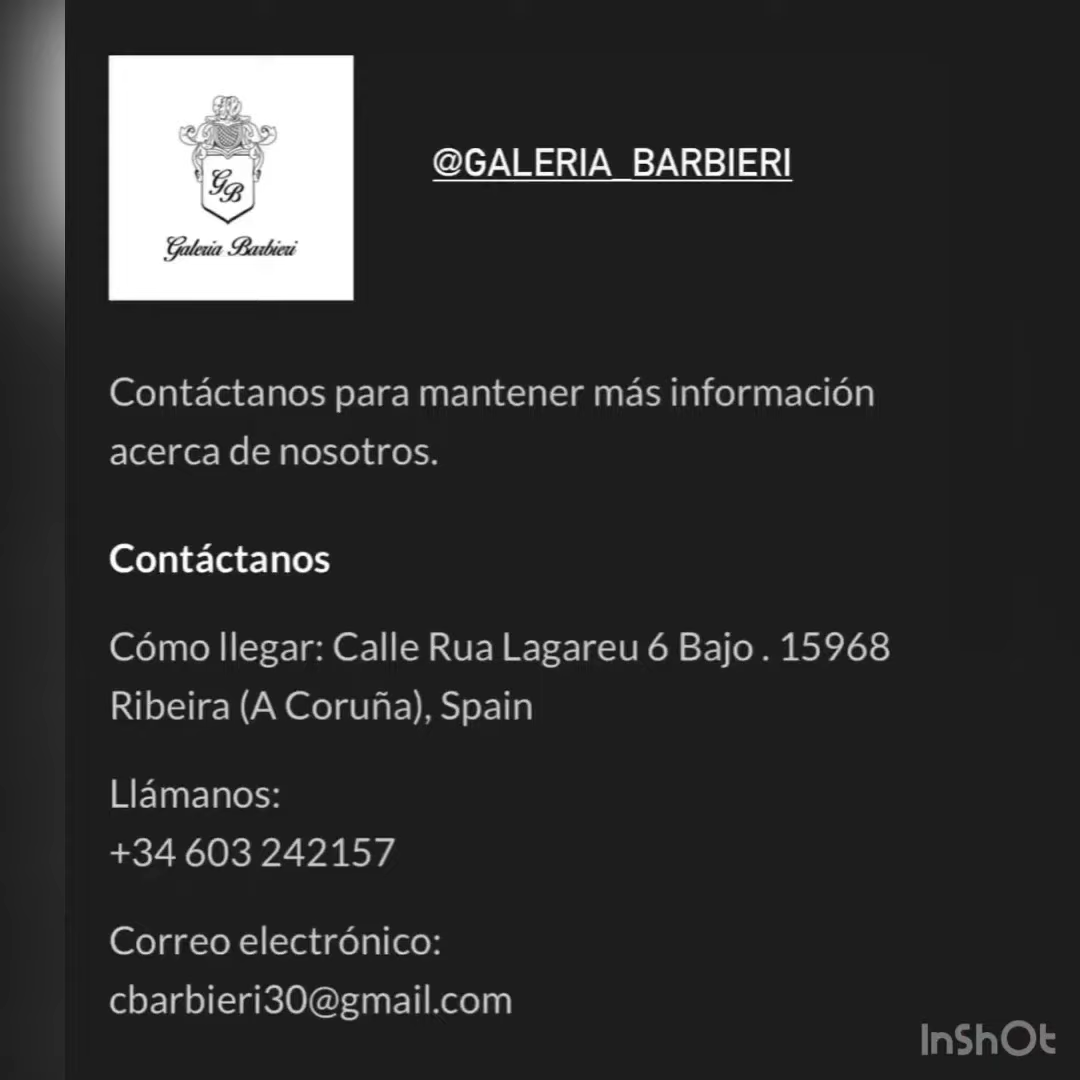 GB
Galeria Barbieri
@GALERIA_BARBIERI
Contáctanos para mantener más información
acerca de nosotros.
Contáctanos
Cómo llegar: Calle Rua Lagareu 6 Bajo . 15968
Ribeira (A Coruña), Spain
Llámanos:
+34 603 242157
Correo electrónico:
cbarbieri30@gmail.com
InShOt